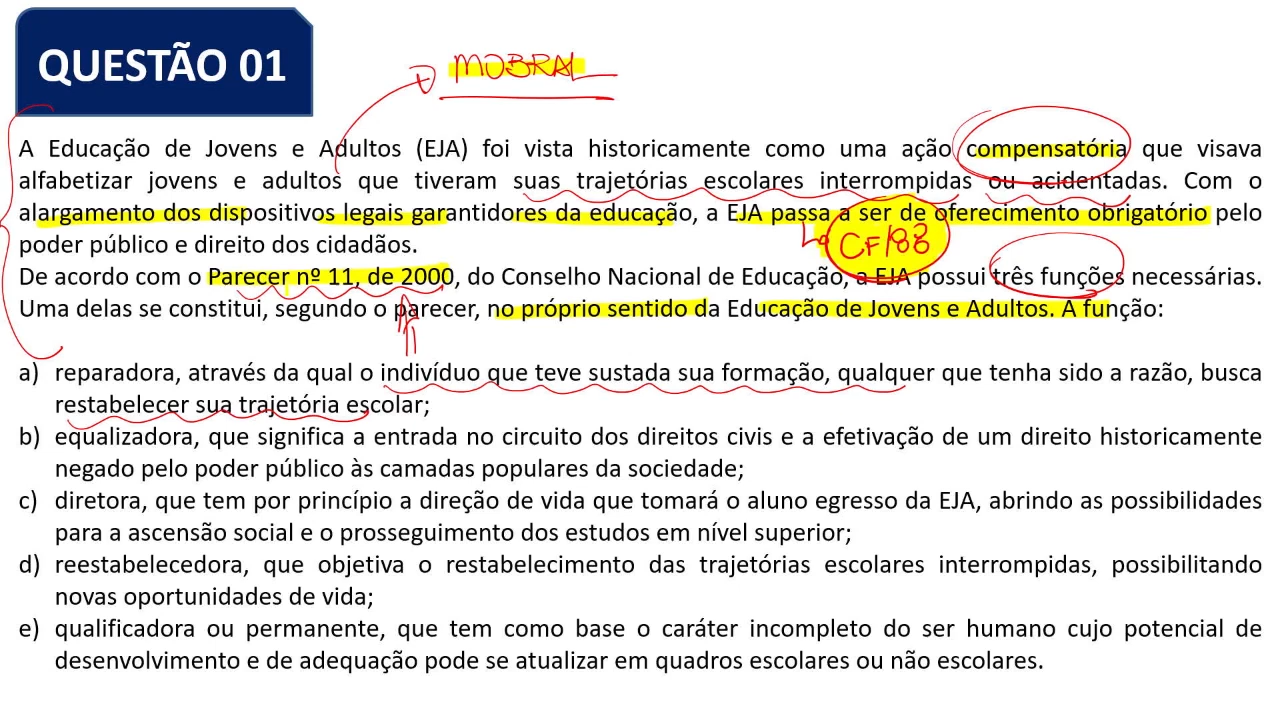 QUESTÃO 01
MOBRAL
A Educação de Jovens e Adultos (EJA) foi vista historicamente como uma ação compensatória que visava
alfabetizar jovens e adultos que tiveram suas trajetórias escolares interrompidas ou acidentadas. Com o
alargamento dos dispositivos legais garantidores da educação, a EJA passa a ser de oferecimento obrigatório pelo
poder público e direito dos cidadãos.
CF/88
De acordo com o Parecer nº 11, de 2000, do Conselho Nacional de Educação, a EJA possui três funções necessárias.
Uma delas se constitui, segundo o parecer, no próprio sentido da Educação de Jovens e Adultos. A função:
a) reparadora, através da qual o indivíduo que teve sustada sua formação, qualquer que tenha sido a razão, busca
restabelecer sua trajetória escolar;
b) equalizadora, que significa a entrada no circuito dos direitos civis e a efetivação de um direito historicamente
negado pelo poder público às camadas populares da sociedade;
c) diretora, que tem por princípio a direção de vida que tomará o aluno egresso da EJA, abrindo as possibilidades
para a ascensão social e o prosseguimento dos estudos em nível superior;
d) reestabelecedora, que objetiva o restabelecimento das trajetórias escolares interrompidas, possibilitando
novas oportunidades de vida;
e) qualificadora ou permanente, que tem como base o caráter incompleto do ser humano cujo potencial de
desenvolvimento e de adequação pode se atualizar em quadros escolares ou não escolares.